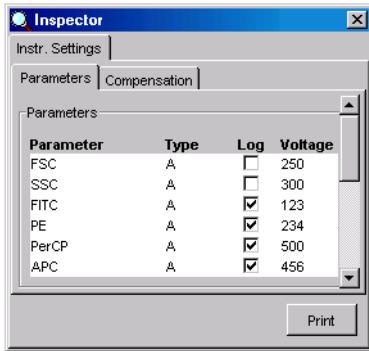 Inspector
Instr. Settings
Parameters Compensation
Parameters
Parameter Type Log Voltage
FSC A 250
SSC A 300
FITC A 123
PE A 234
PerCP A 500
APC A 456
Print